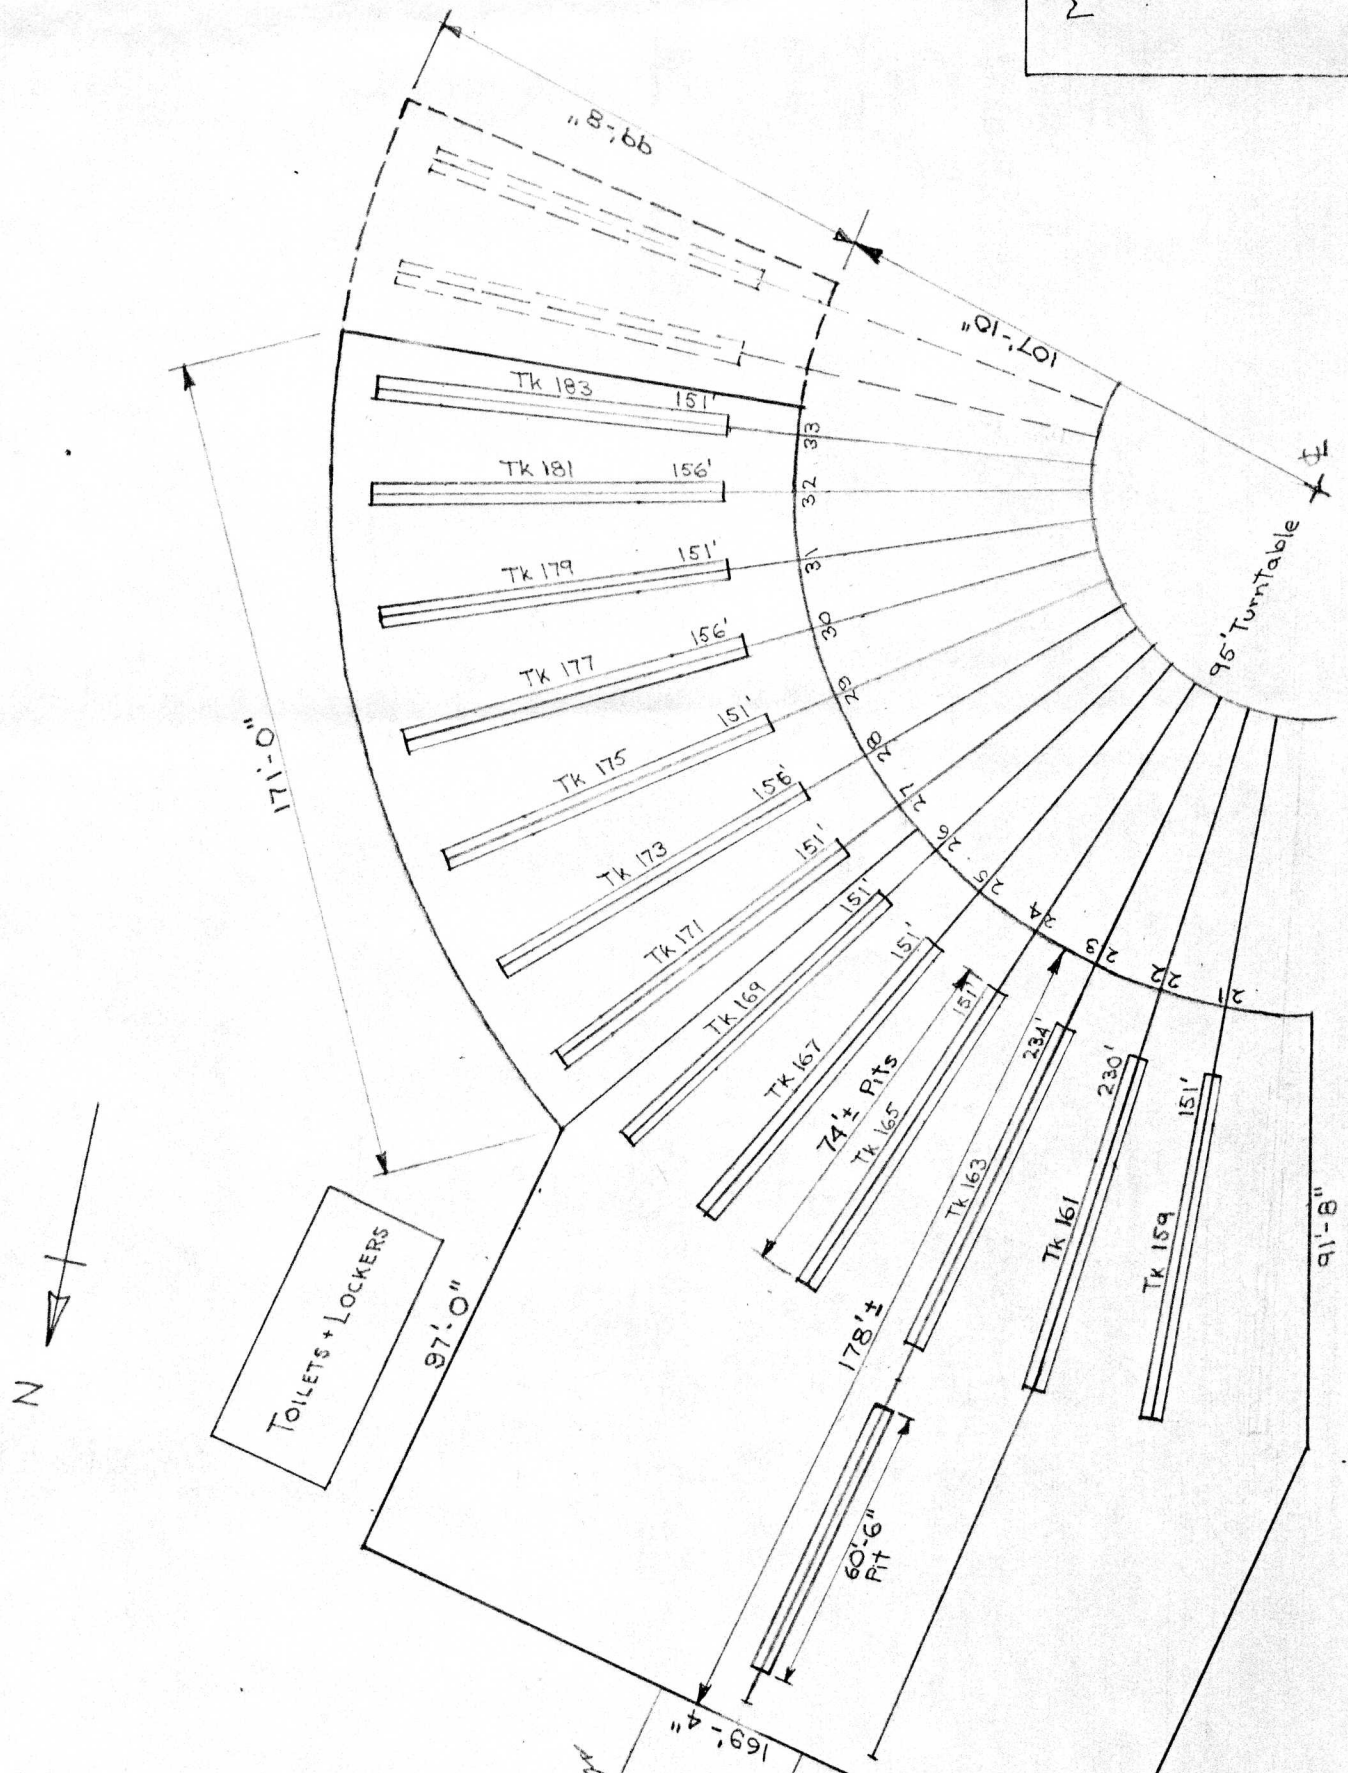 99'-8"
107'-10"
℄
95' Turntable
Tk 183
151'
33
Tk 181
156'
32
Tk 179
151'
31
Tk 177
156'
30
Tk 175
151'
29
Tk 173
156'
28
Tk 171
151'
27
Tk 169
151'
26
Tk 167
151'
25
74'± Pits
Tk 165
151'
24
Tk 163
234'
23
Tk 161
230'
22
Tk 159
151'
21
171'-0"
N
TOILETS + LOCKERS
97'-0"
178'±
60'-6"
Pit
169'-4"
91'-8"